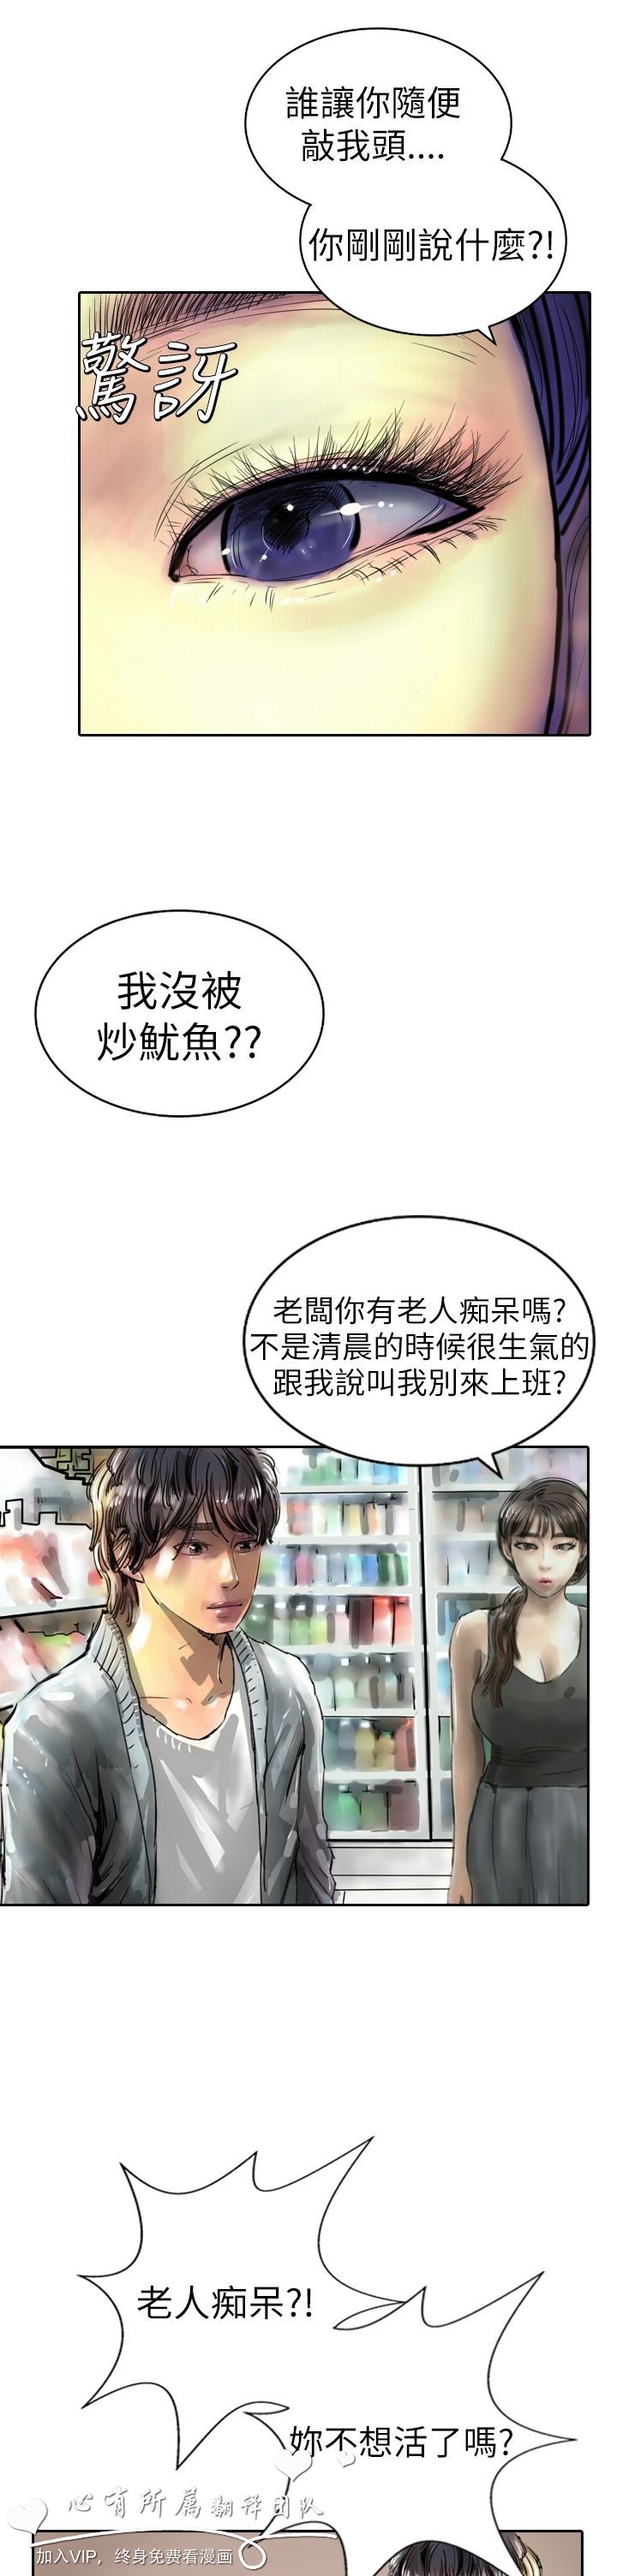 誰讓你隨便
敲我頭....
你剛剛說什麼?!
驚訝
我沒被
炒魷魚??
老闆你有老人痴呆嗎?
不是清晨的時候很生氣的
跟我說叫我別來上班?
老人痴呆?!
妳不想活了嗎?
心有所属翻译团队
加入VIP，终身免费看漫画